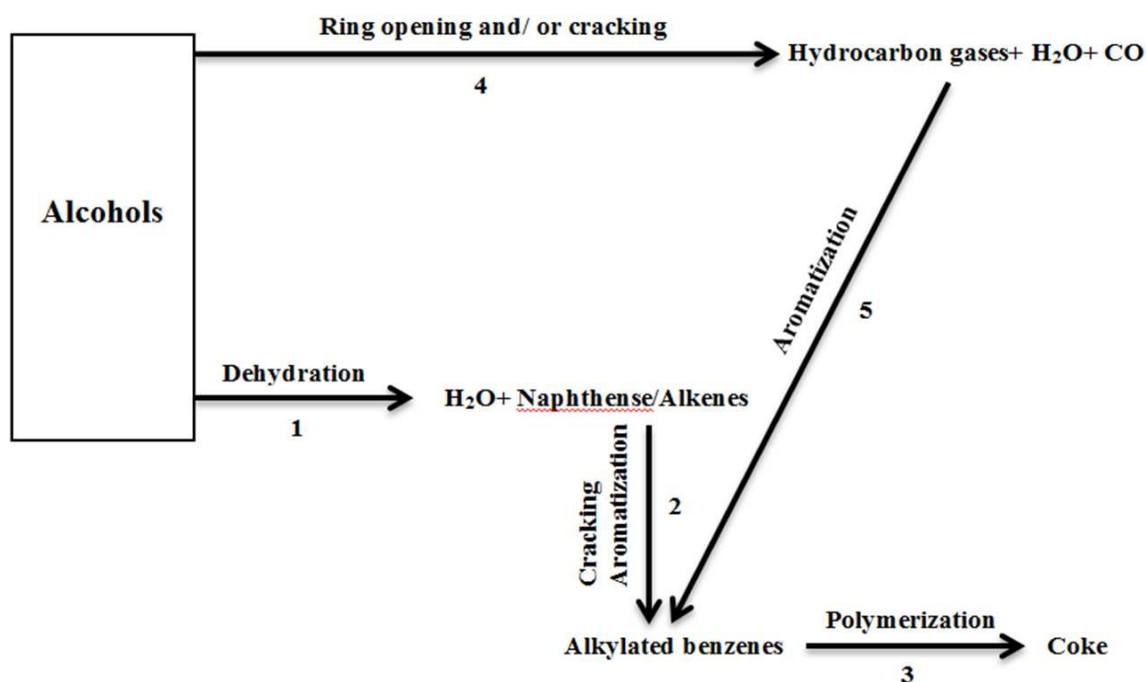 Ring opening and/ or cracking
4
Hydrocarbon gases+ H₂O+ CO
Alcohols
Aromatization
5
Dehydration
1
H₂O+ Naphthense/Alkenes
Cracking
Aromatization
2
Alkylated benzenes
Polymerization
3
Coke